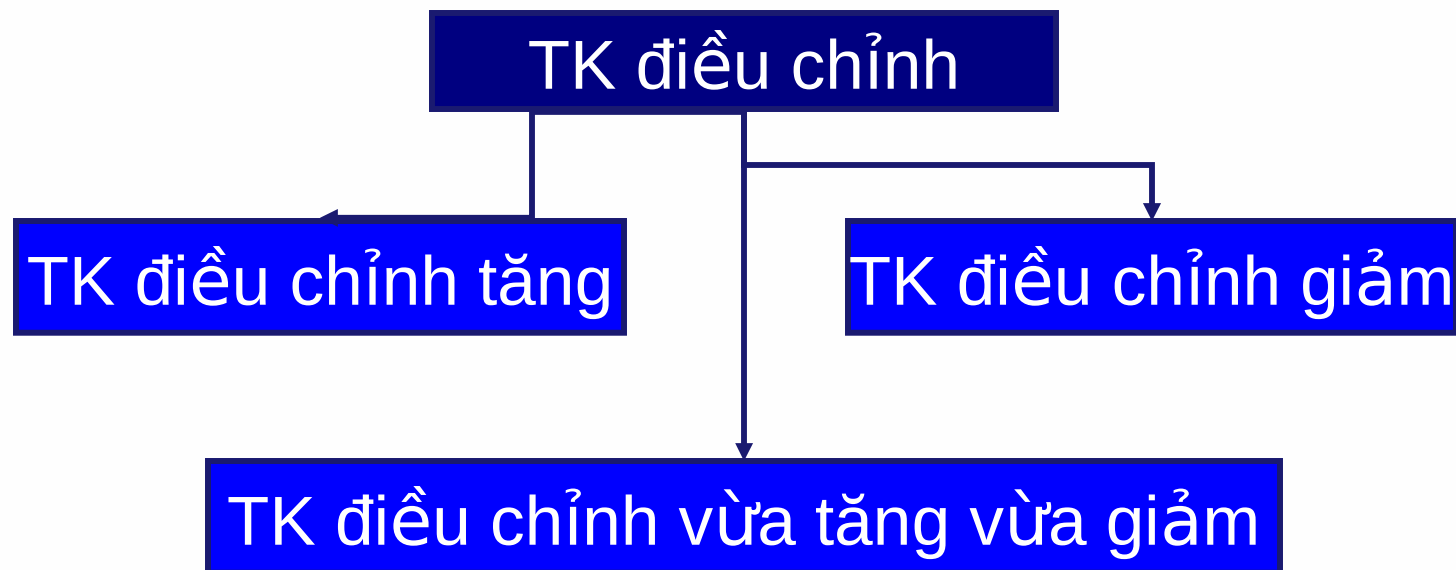 TK điều chỉnh
TK điều chỉnh tăng
TK điều chỉnh giảm
TK điều chỉnh vừa tăng vừa giảm